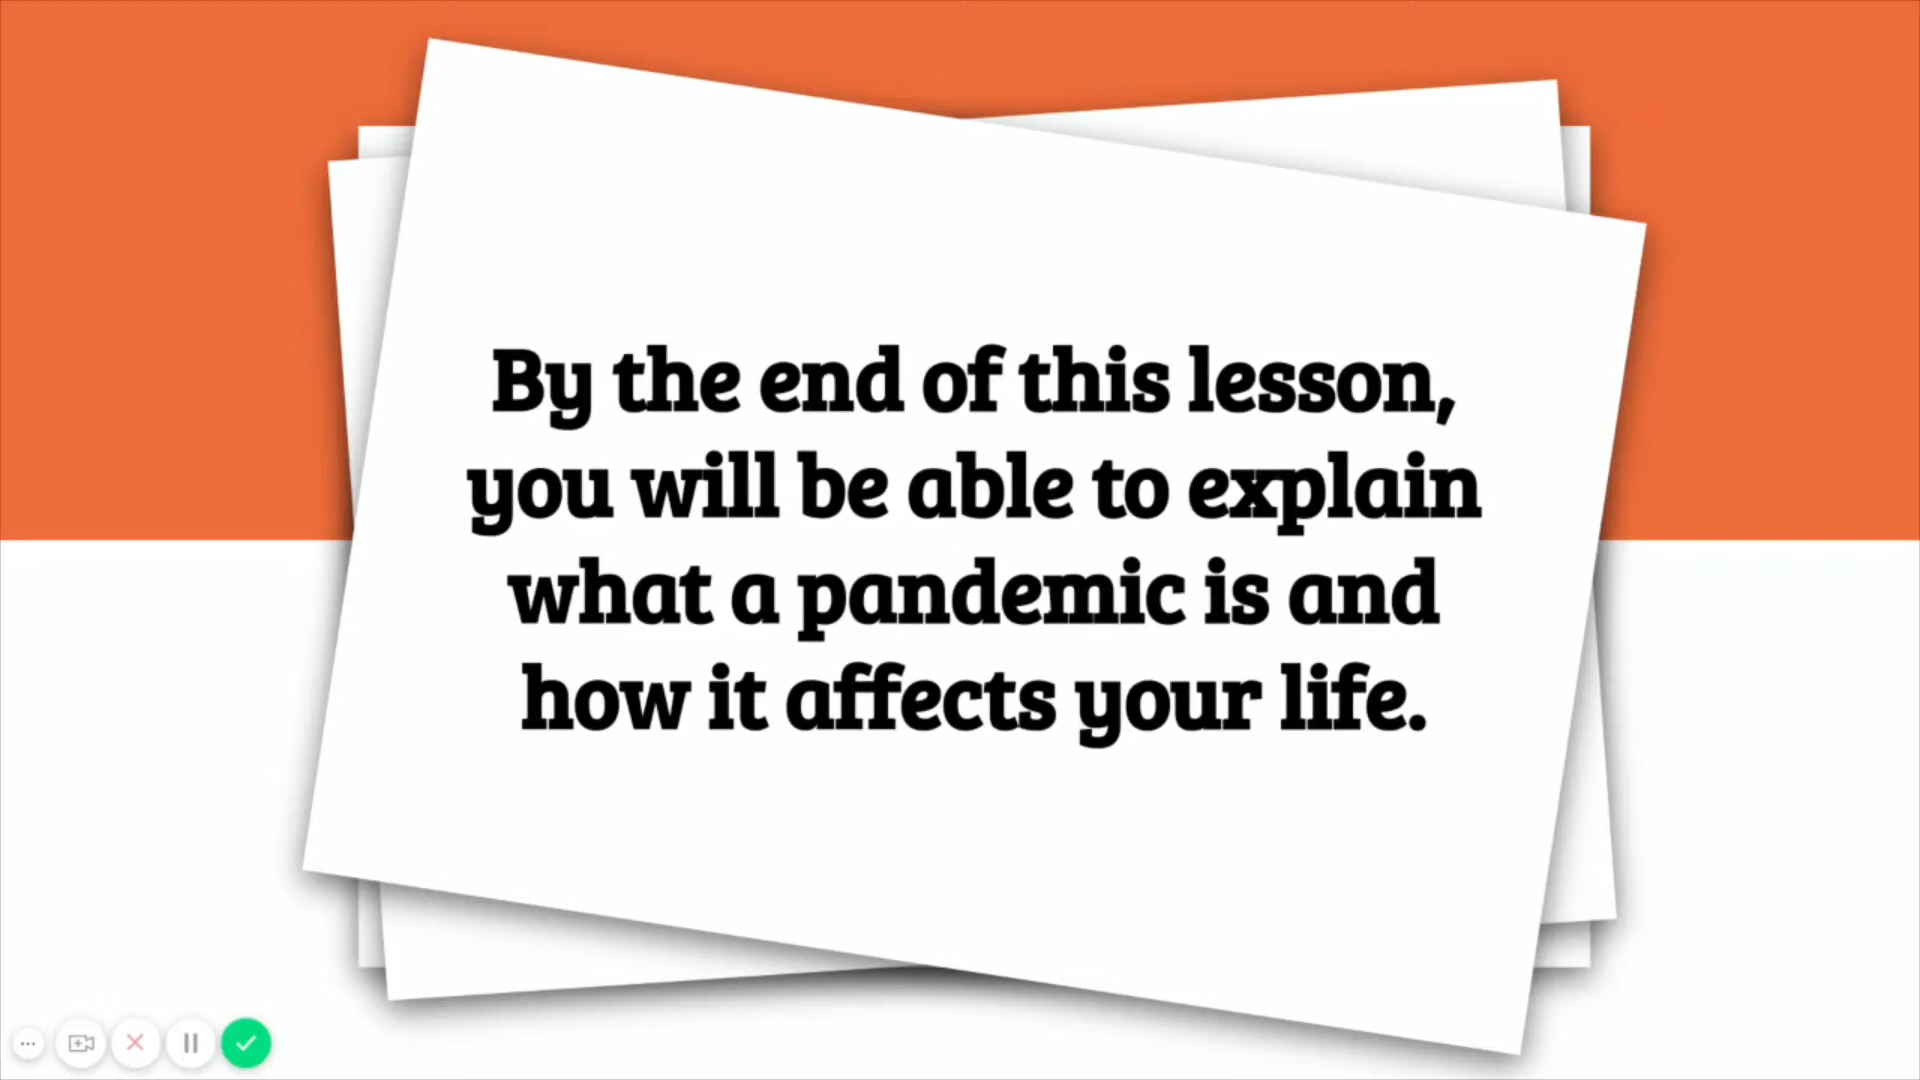 By the end of this lesson,
you will be able to explain
what a pandemic is and
how it affects your life.